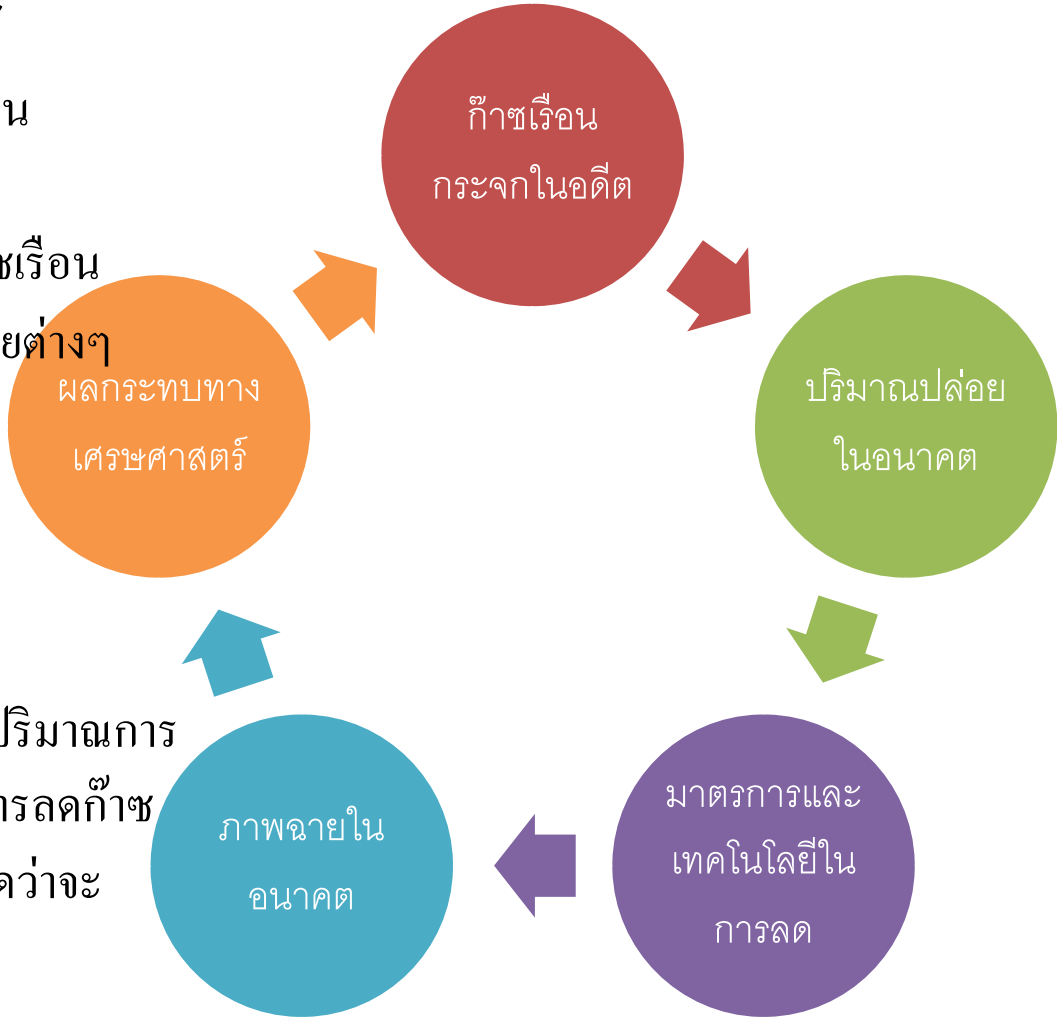 น
ซเรือน
ยต่างๆ
ปริมาณการ
ารลดก๊าซ
ดว่าจะ
ก๊าซเรือน
กระจกในอดีต
ปริมาณปล่อย
ในอนาคต
มาตรการและ
เทคโนโลยีใน
การลด
ภาพฉายใน
อนาคต
ผลกระทบทาง
เศรษศาสตร์